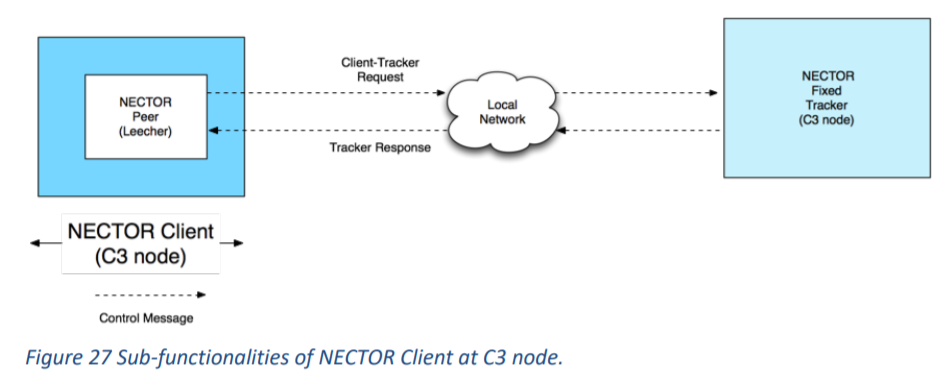 Client-Tracker
Request
NECTOR
Peer
(Leecher)
Local
Network
NECTOR
Fixed
Tracker
(C3 node)
Tracker Response
NECTOR Client
(C3 node)
Control Message
Figure 27 Sub-functionalities of NECTOR Client at C3 node.